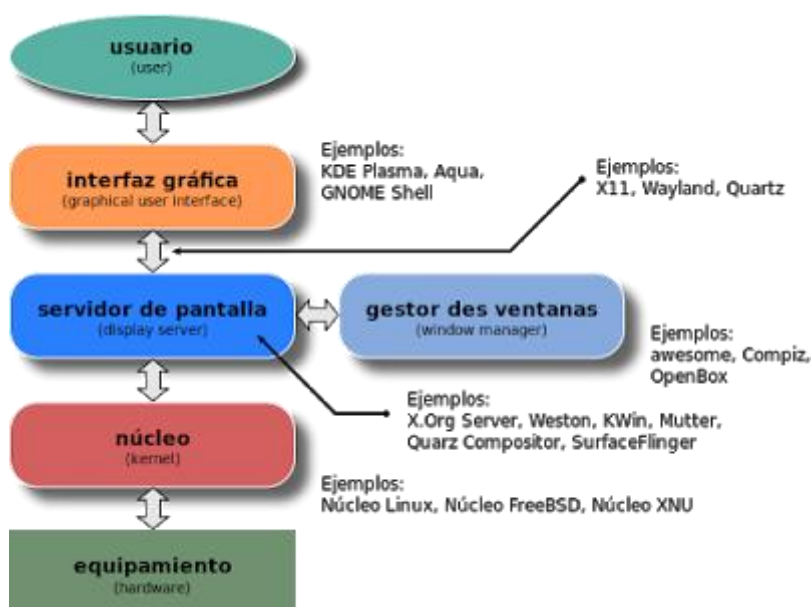 usuario
(user)
interfaz gráfica
(graphical user interface)
Ejemplos:
KDE Plasma, Aqua,
GNOME Shell
Ejemplos:
X11, Wayland, Quartz
servidor de pantalla
(display server)
gestor des ventanas
(window manager)
Ejemplos:
awesome, Compiz,
OpenBox
Ejemplos:
X.Org Server, Weston, KWin, Mutter,
Quarz Compositor, SurfaceFlinger
núcleo
(kernel)
Ejemplos:
Núcleo Linux, Núcleo FreeBSD, Núcleo XNU
equipamiento
(hardware)